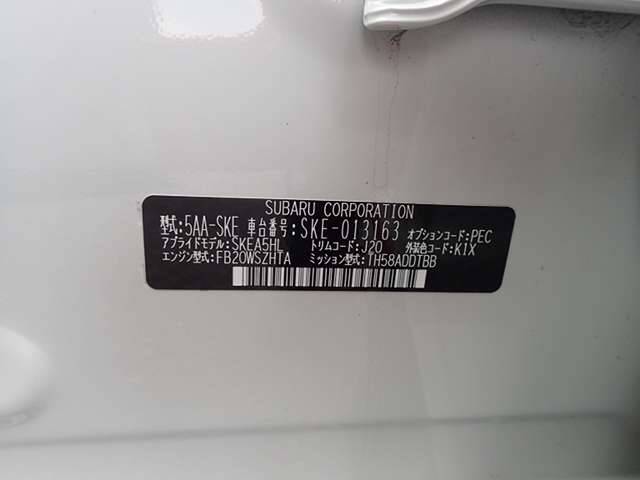 SUBARU CORPORATION
型式:5AA-SKE 車台番号:SKE-013163 オプションコード:PEC
アプライドモデル:SKEA5HL トリムコード:J20 外装色コード:K1X
エンジン型式:FB20WSZHTA ミッション型式:TH58ADDTBB